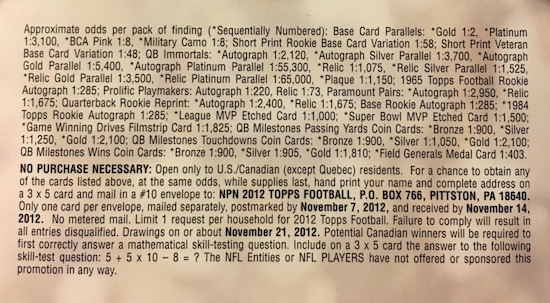 Approximate odds per pack of finding (*Sequentially Numbered): Base Card Parallels: *Gold 1:2, *Platinum
1:3,100, *BCA Pink 1:8, *Military Camo 1:8; Short Print Rookie Base Card Variation 1:58; Short Print Veteran
Base Card Variation 1:48; QB Immortals: *Autograph 1:2,120, *Autograph Silver Parallel 1:3,700, *Autograph
Gold Parallel 1:5,400, *Autograph Platinum Parallel 1:55,300, *Relic 1:1,075, *Relic Silver Parallel 1:1,525,
*Relic Gold Parallel 1:3,500, *Relic Platinum Parallel 1:65,000, *Plaque 1:1,150; 1965 Topps Football Rookie
Autograph 1:285; Prolific Playmakers: Autograph 1:220, Relic 1:73, Paramount Pairs: *Autograph 1:2,950, *Relic
1:1,675; Quarterback Rookie Reprint: *Autograph 1:2,400, *Relic 1:1,675; Base Rookie Autograph 1:285; *1984
Topps Rookie Autograph 1:285; *League MVP Etched Card 1:1,000; *Super Bowl MVP Etched Card 1:1,500;
*Game Winning Drives Filmstrip Card 1:1,825; QB Milestones Passing Yards Coin Cards: *Bronze 1:900, *Silver
1:1,250, *Gold 1:2,100; QB Milestones Touchdowns Coin Cards: *Bronze 1:900, *Silver 1:1,050, *Gold 1:2,100;
QB Milestones Wins Coin Cards: *Bronze 1:900, *Silver 1:905, *Gold 1:1,810; *Field Generals Medal Card 1:403.
NO PURCHASE NECESSARY: Open only to U.S./Canadian (except Quebec) residents. For a chance to obtain any
of the cards listed above, at the same odds, while supplies last, hand print your name and complete address on
a 3 x 5 card and mail in a #10 envelope to: NPN 2012 TOPPS FOOTBALL, P.O. BOX 766, PITTSTON, PA 18640.
Only one card per envelope, mailed separately, postmarked by November 7, 2012, and received by November 14,
2012. No metered mail. Limit 1 request per household for 2012 Topps Football. Failure to comply will result in
all entries disqualified. Drawings on or about November 21, 2012. Potential Canadian winners will be required to
first correctly answer a mathematical skill-testing question. Include on a 3 x 5 card the answer to the following
skill-test question: 5 + 5 x 10 – 8 = ? The NFL Entities or NFL PLAYERS have not offered or sponsored this
promotion in any way.